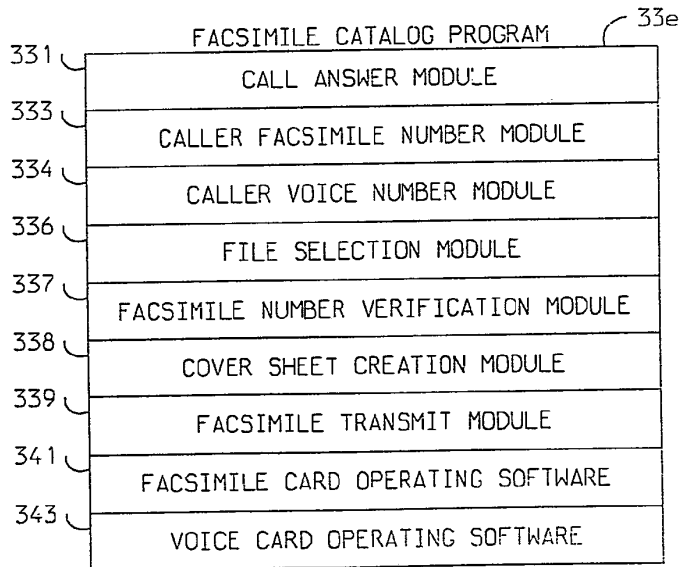 33e
FACSIMILE CATALOG PROGRAM
331 CALL ANSWER MODULE
333 CALLER FACSIMILE NUMBER MODULE
334 CALLER VOICE NUMBER MODULE
336 FILE SELECTION MODULE
337 FACSIMILE NUMBER VERIFICATION MODULE
338 COVER SHEET CREATION MODULE
339 FACSIMILE TRANSMIT MODULE
341 FACSIMILE CARD OPERATING SOFTWARE
343 VOICE CARD OPERATING SOFTWARE